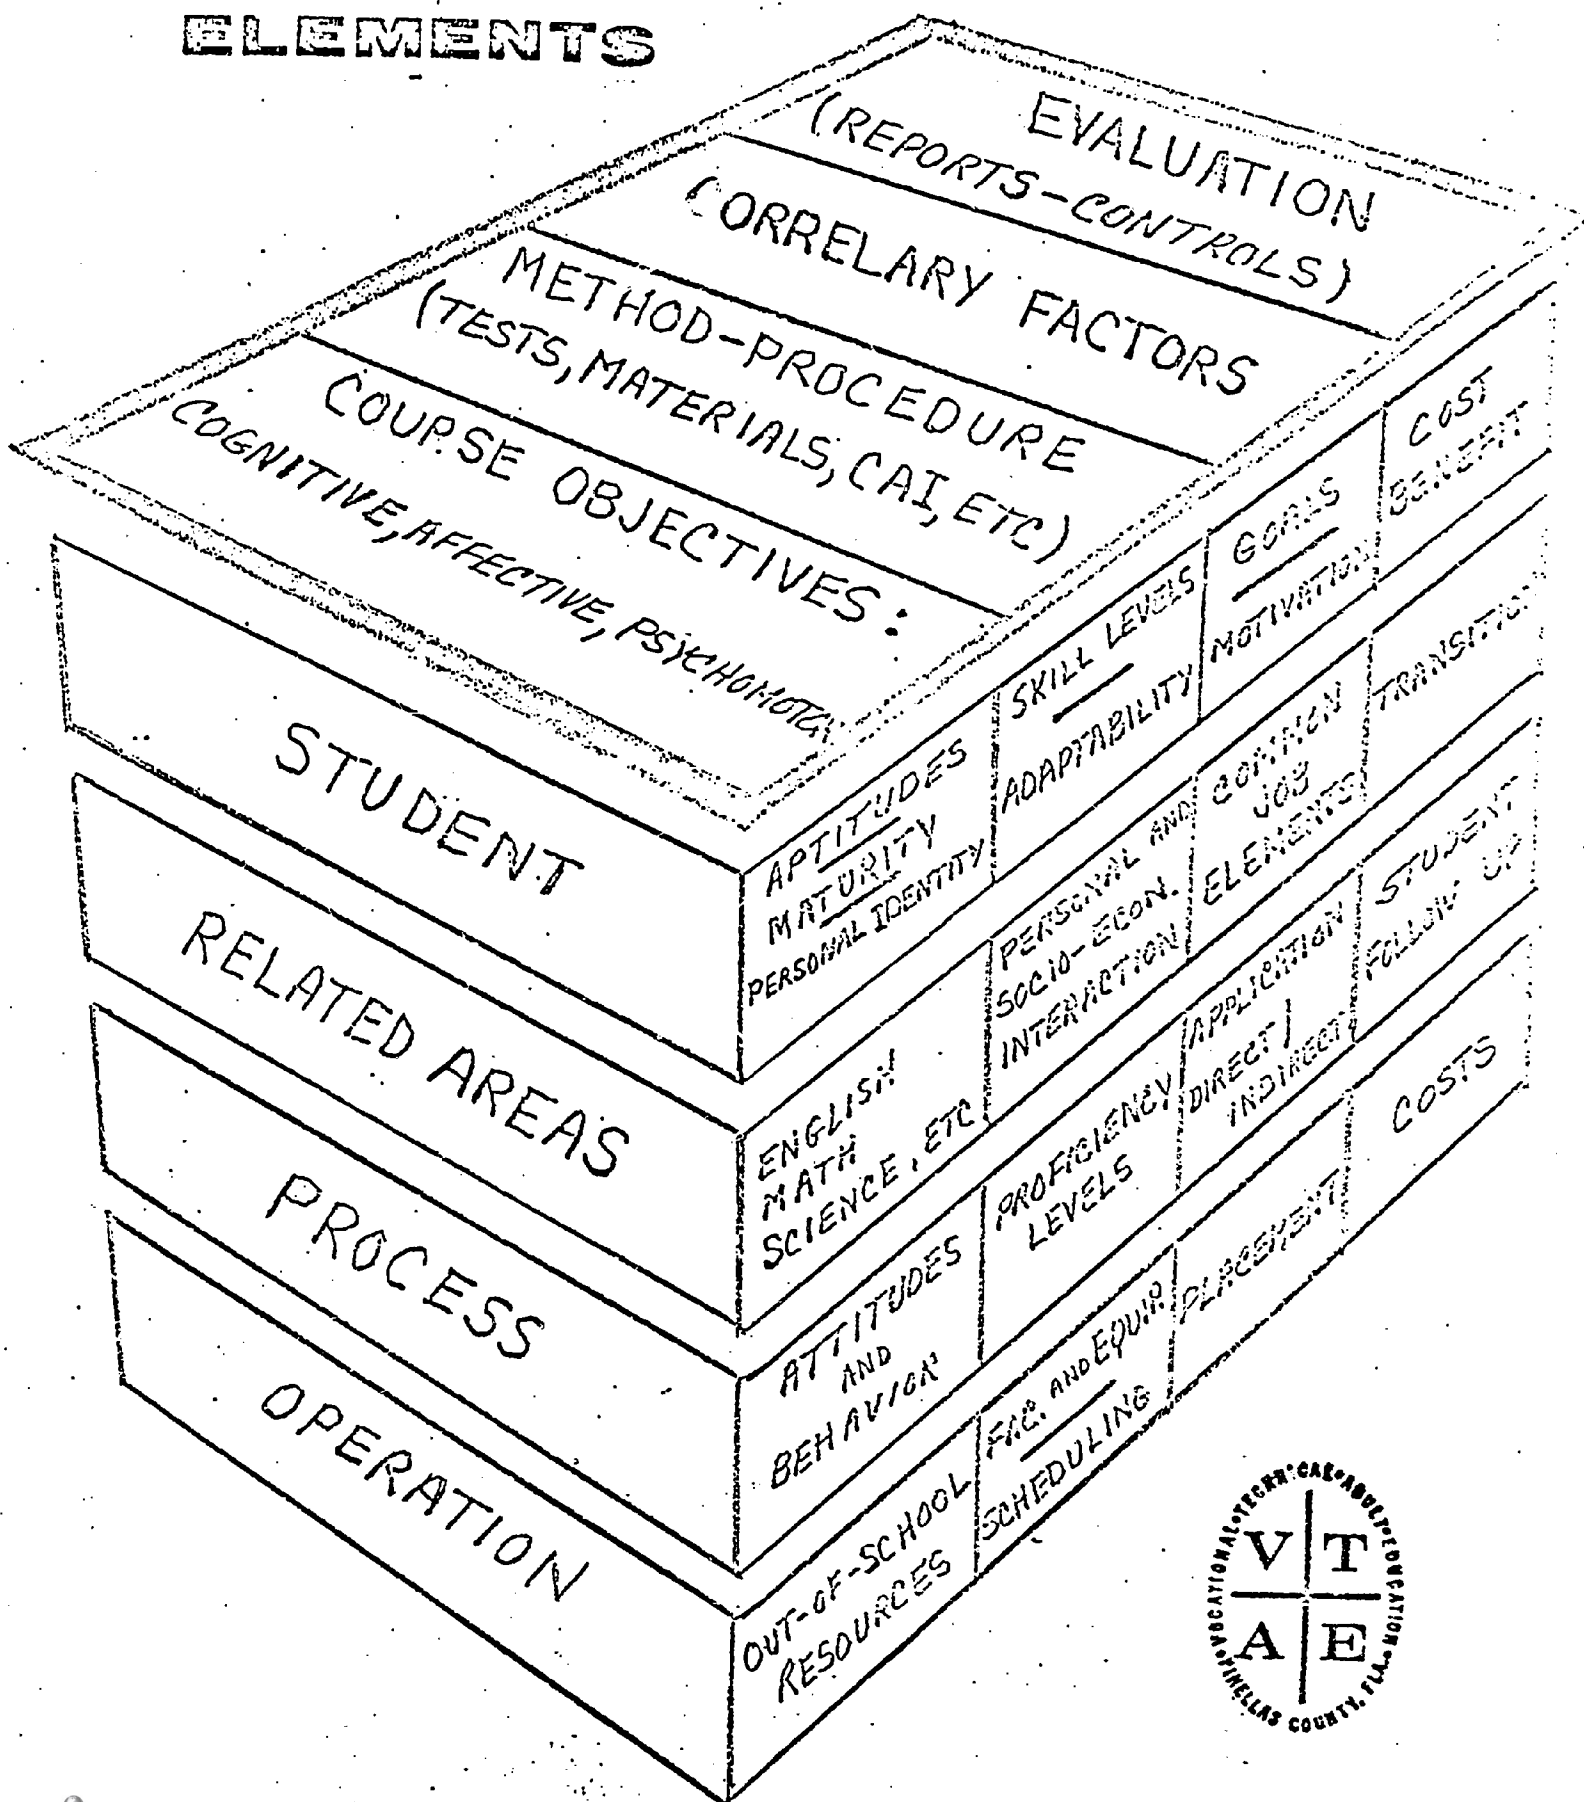 ELEMENTS
EVALUATION
(REPORTS-CONTROLS)
CORRELARY FACTORS
METHOD-PROCEDURE
(TESTS, MATERIALS, CAI, ETC)
COURSE OBJECTIVES:
COGNITIVE, AFFECTIVE, PSYCHOMOTOR
STUDENT
APTITUDES
MATURITY
PERSONAL IDENTITY
SKILL LEVELS
ADAPTABILITY
GOALS
MOTIVATION
COST
BENEFIT
RELATED AREAS
ENGLISH
MATH
SCIENCE, ETC
PERSONAL AND
SOCIO-ECON.
INTERACTION
COMMON
JOB
ELEMENTS
TRANSITION
PROCESS
ATTITUDES
AND
BEHAVIOR
PROFICIENCY
LEVELS
APPLICATION
DIRECT /
INDIRECT
STUDENT
FOLLOW UP
OPERATION
OUT-OF-SCHOOL
RESOURCES
FAC. AND EQUIP.
SCHEDULING
PLACEMENT
COSTS
VOCATIONAL•TECHNICAL•ADULT•EDUCATION•
V T
A E
PINELLAS COUNTY, FLA.